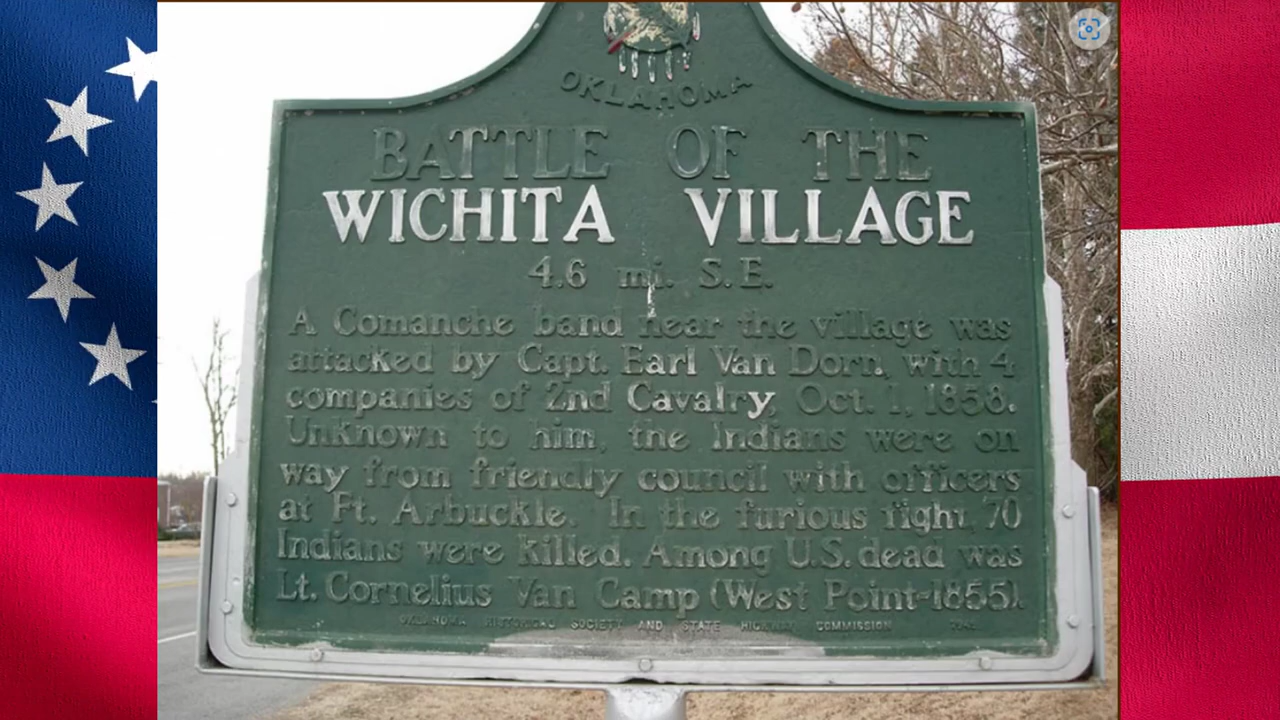 OKLAHOMA
BATTLE OF THE
WICHITA VILLAGE
4.6 mi. S.E.
A Comanche band near the village was
attacked by Capt. Earl Van Dorn, with 4
companies of 2nd Cavalry, Oct. 1, 1858.
Unknown to him, the Indians were on
way from friendly council with officers
at Ft. Arbuckle. In the furious fight, 70
Indians were killed. Among U.S. dead was
Lt. Cornelius Van Camp (West Point-1855).
OKLAHOMA HISTORICAL SOCIETY AND STATE HIGHWAY COMMISSION